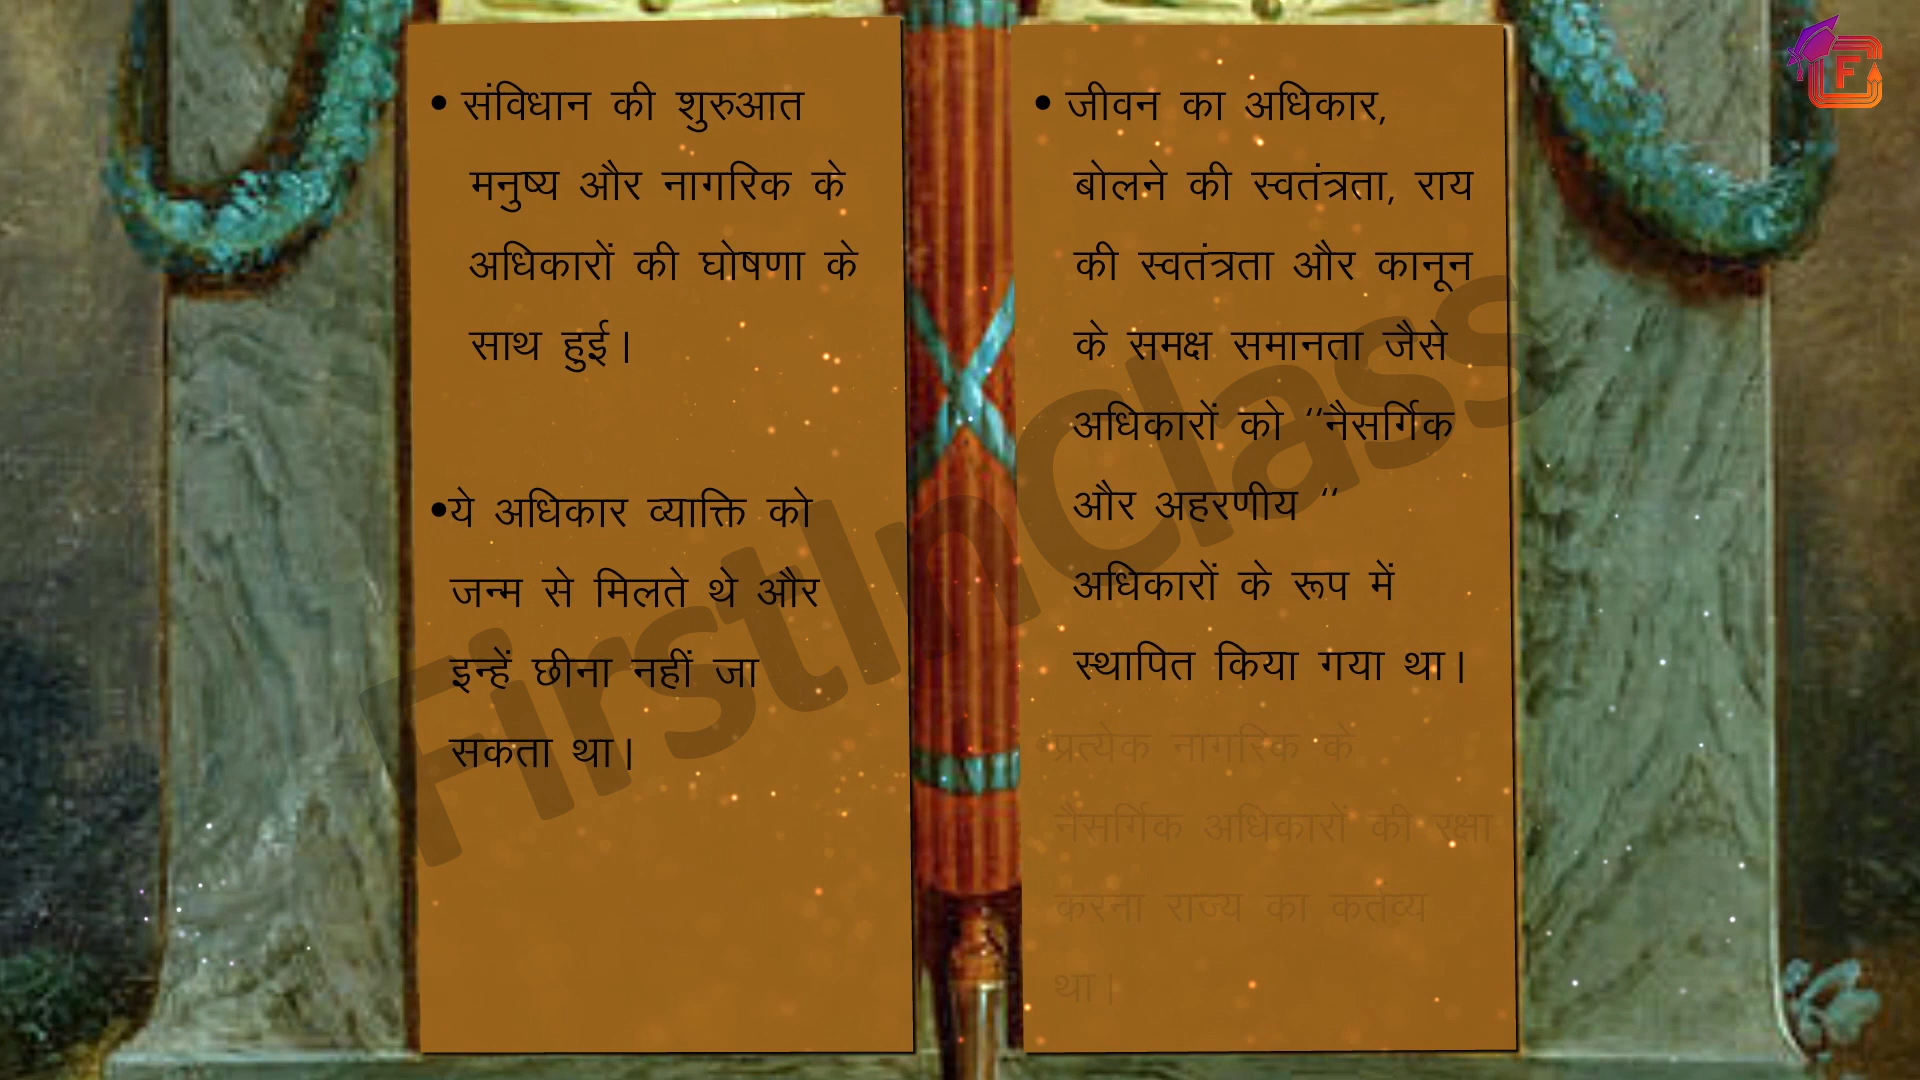 • संविधान की शुरुआत
मनुष्य और नागरिक के
अधिकारों की घोषणा के
साथ हुई।
•ये अधिकार व्याक्ति को
जन्म से मिलते थे और
इन्हें छीना नहीं जा
सकता था।
• जीवन का अधिकार,
बोलने की स्वतंत्रता, राय
की स्वतंत्रता और कानून
के समक्ष समानता जैसे
अधिकारों को ‘‘नैसर्गिक
और अहरणीय ‘‘
अधिकारों के रूप में
स्थापित किया गया था।
•प्रत्येक नागरिक के
नैसर्गिक अधिकारों की रक्षा
करना राज्य का कर्तव्य
था।
FirstInClass
F